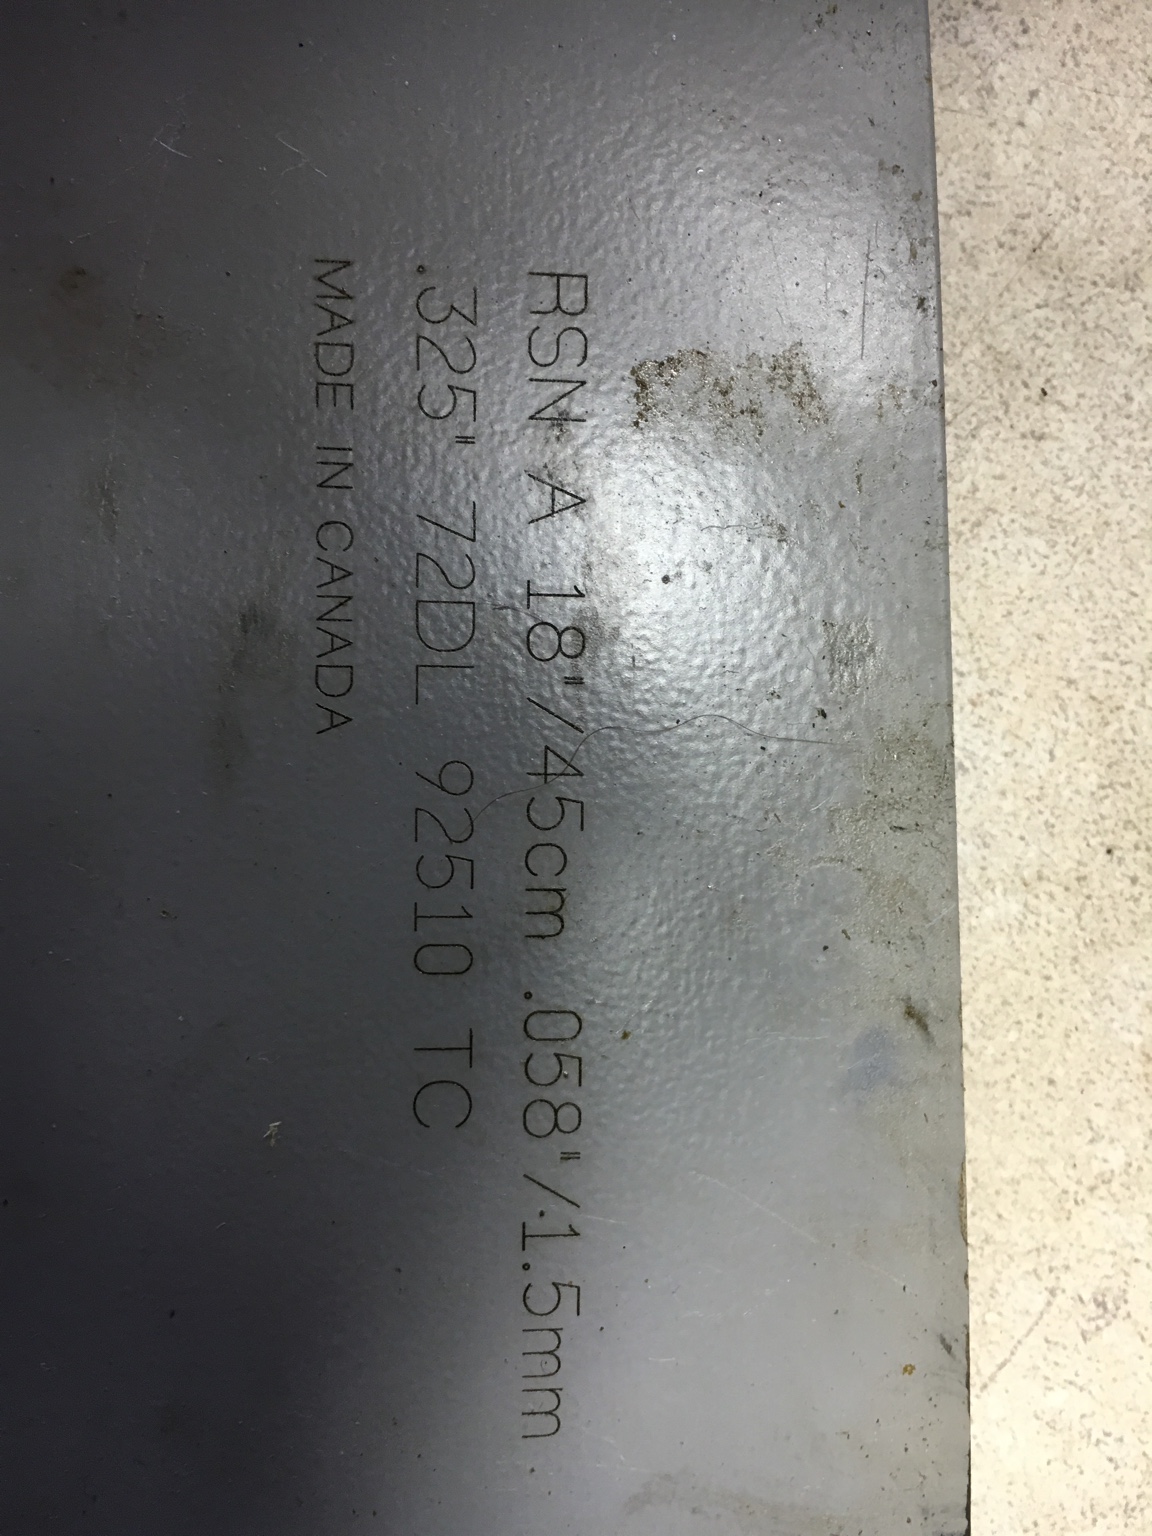 RSN A 18"/45cm .058"/1.5mm
.325" 72DL 92510 TC
MADE IN CANADA